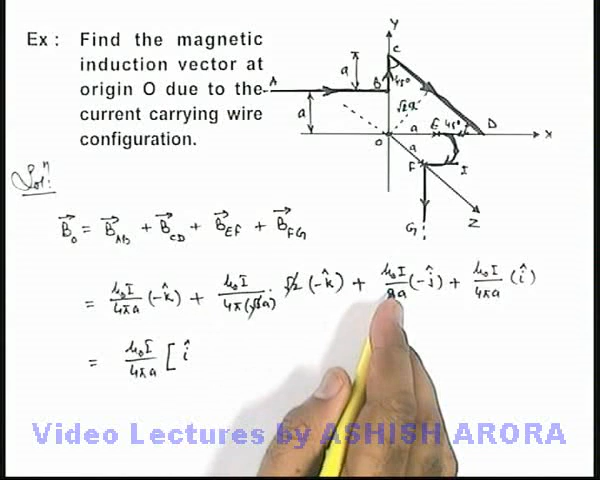 Ex : Find the magnetic
induction vector at
origin O due to the
current carrying wire
configuration.
Y
C
a
A
B
45°
a
√2a
a
E
45°
D
X
O
a
F
I
G
Z
Solⁿ
B⃗₀ = B⃗_AB + B⃗_CD + B⃗_EF + B⃗_FG
= μ₀I/4πa (-k̂) + μ₀I/4π(√2a) · √2 (-k̂) + μ₀I/8a (-ĵ) + μ₀I/4πa (î)
= μ₀I/4πa [ î
Video Lectures by ASHISH ARORA